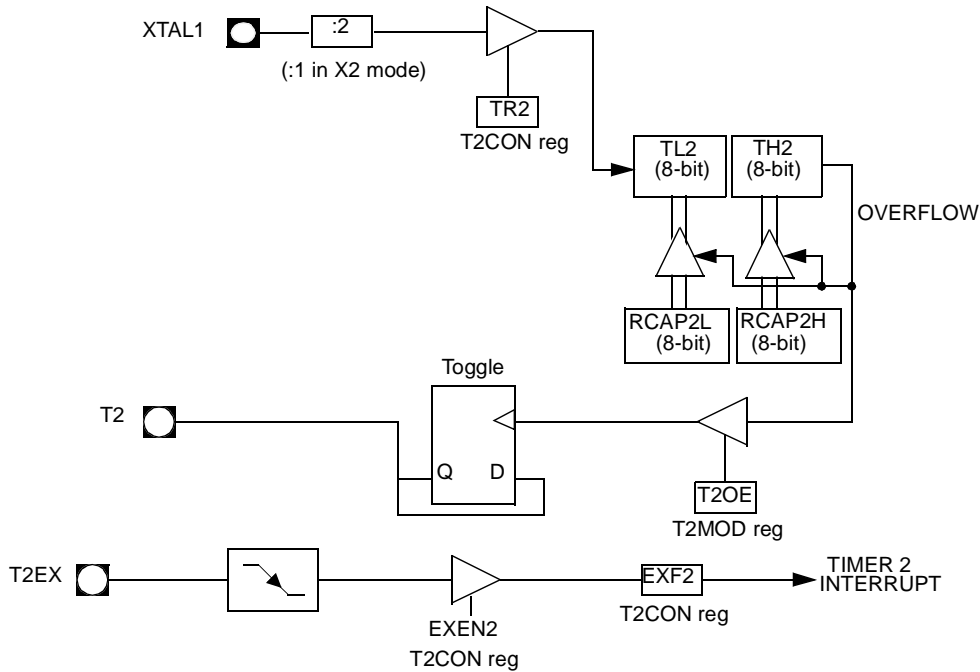 XTAL1
:2
(:1 in X2 mode)
TR2
T2CON reg
TL2
(8-bit)
TH2
(8-bit)
OVERFLOW
RCAP2L
(8-bit)
RCAP2H
(8-bit)
Toggle
T2
Q
D
T2OE
T2MOD reg
T2EX
EXEN2
T2CON reg
EXF2
T2CON reg
TIMER 2
INTERRUPT